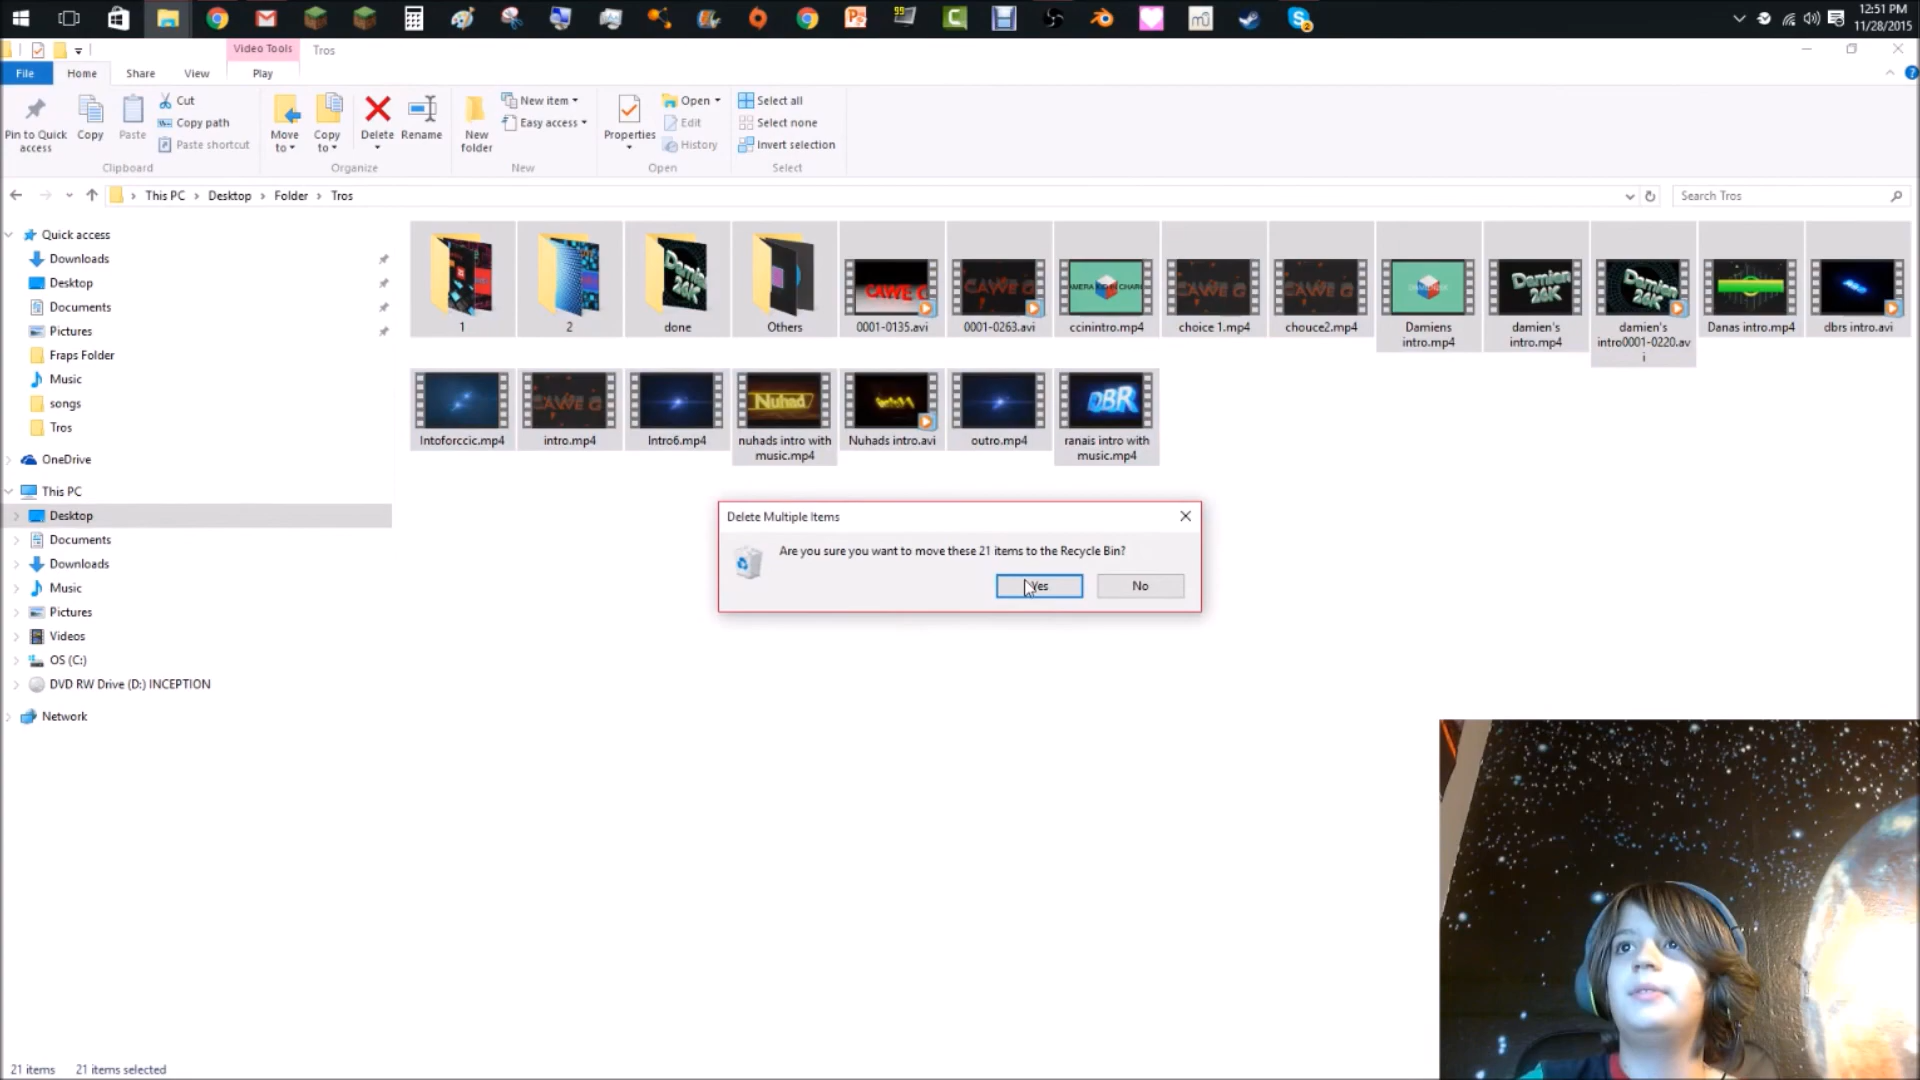 12:51 PM
11/28/2015
Video Tools
Tros
File
Home
Share
View
Play
Pin to Quick access
Copy
Paste
Cut
Copy path
Paste shortcut
Clipboard
Move to
Copy to
Delete
Rename
Organize
New folder
New item
Easy access
New
Properties
Open
Edit
History
Open
Select all
Select none
Invert selection
Select
This PC
Desktop
Folder
Tros
Search Tros
Quick access
Downloads
Desktop
Documents
Pictures
Fraps Folder
Music
songs
Tros
OneDrive
This PC
Desktop
Documents
Downloads
Music
Pictures
Videos
OS (C:)
DVD RW Drive (D:) INCEPTION
Network
1
2
done
Others
0001-0135.avi
0001-0263.avi
ccinintro.mp4
choice 1.mp4
chouce2.mp4
Damiens intro.mp4
damien's intro.mp4
damien's intro0001-0220.avi
Danas intro.mp4
dbrs intro.avi
Intoforccic.mp4
intro.mp4
Intro6.mp4
nuhads intro with music.mp4
Nuhads intro.avi
outro.mp4
ranais intro with music.mp4
Delete Multiple Items
Are you sure you want to move these 21 items to the Recycle Bin?
Yes
No
21 items
21 items selected